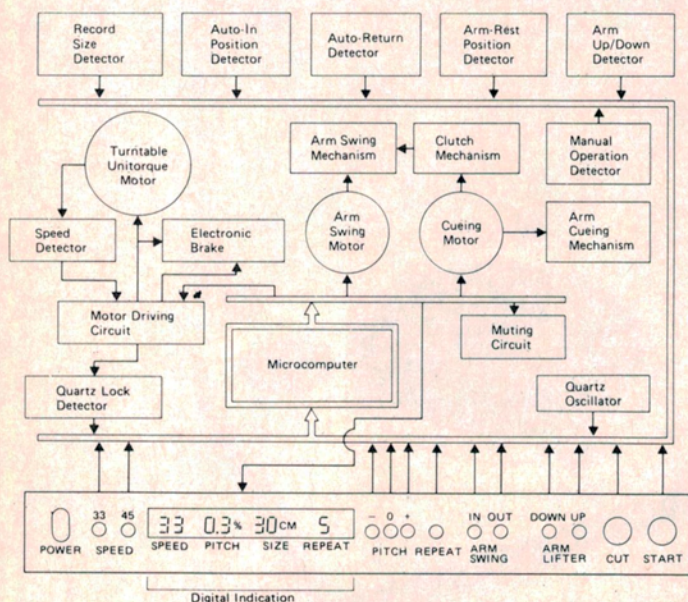 Record
Size
Detector
Auto-In
Position
Detector
Auto-Return
Detector
Arm-Rest
Position
Detector
Arm
Up/Down
Detector
Turntable
Unitorque
Motor
Arm Swing
Mechanism
Clutch
Mechanism
Manual
Operation
Detector
Speed
Detector
Electronic
Brake
Arm
Swing
Motor
Cueing
Motor
Arm
Cueing
Mechanism
Motor Driving
Circuit
Muting
Circuit
Microcomputer
Quartz Lock
Detector
Quartz
Oscillator
33 45
POWER SPEED
33 0.3% 30CM 5
SPEED PITCH SIZE REPEAT
− 0 +
PITCH REPEAT
IN OUT
ARM
SWING
DOWN UP
ARM
LIFTER
CUT
START
Digital Indication